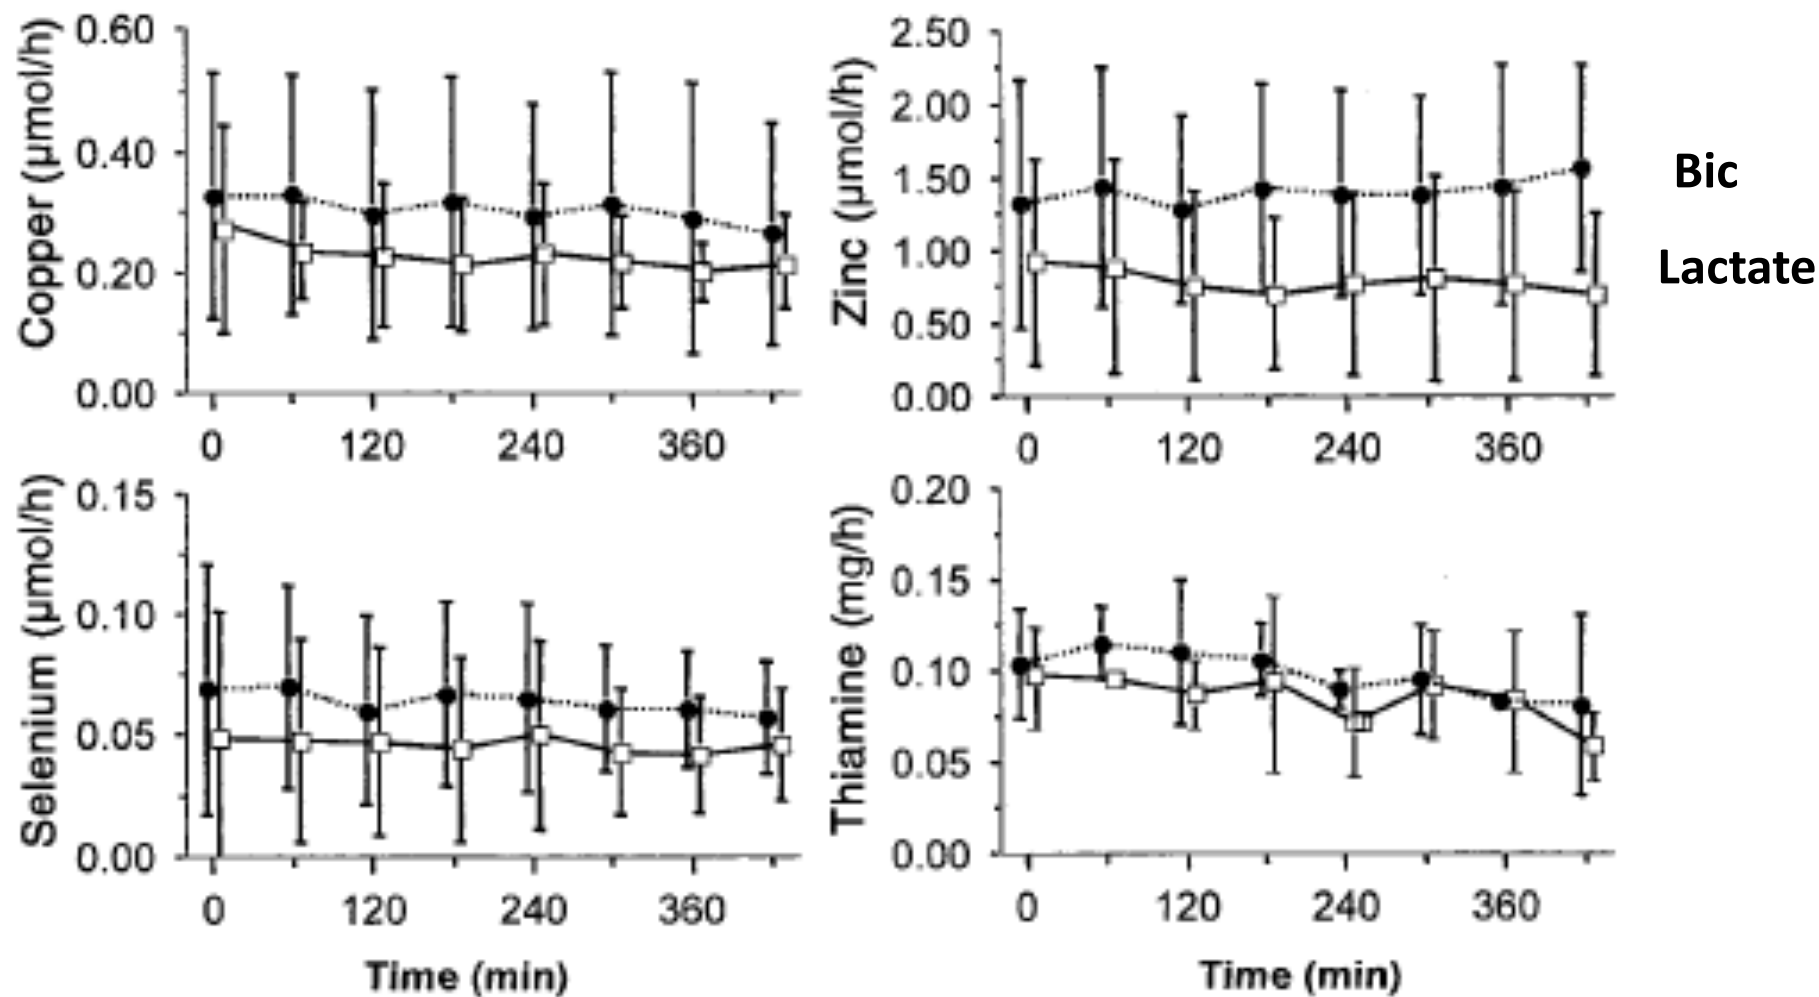 Copper (µmol/h)
0.60
0.40
0.20
0.00
0 120 240 360
Zinc (µmol/h)
2.50
2.00
1.50
1.00
0.50
0.00
0 120 240 360
Bic
Lactate
Selenium (µmol/h)
0.15
0.10
0.05
0.00
0 120 240 360
Time (min)
Thiamine (mg/h)
0.20
0.15
0.10
0.05
0.00
0 120 240 360
Time (min)